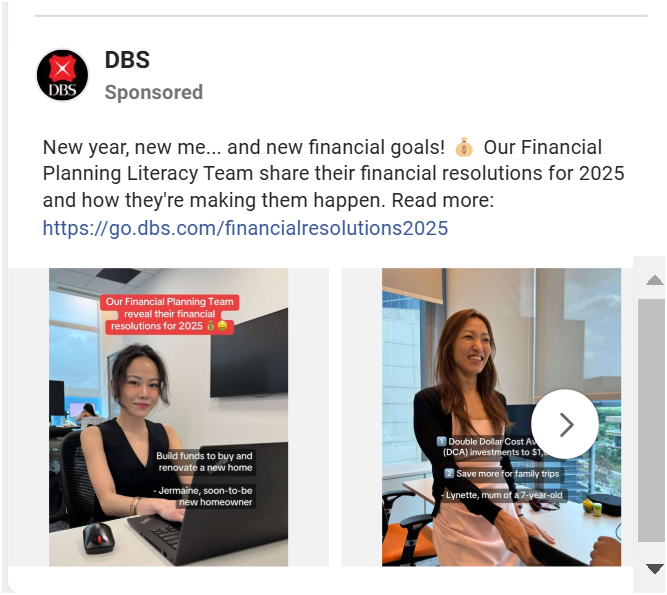 DBS
DBS
Sponsored
New year, new me... and new financial goals! 💰 Our Financial
Planning Literacy Team share their financial resolutions for 2025
and how they're making them happen. Read more:
https://go.dbs.com/financialresolutions2025
Our Financial Planning Team
reveal their financial
resolutions for 2025 💰🤑
Build funds to buy and
renovate a new home
- Jermaine, soon-to-be
new homeowner
1️⃣ Double Dollar Cost
(DCA) investments to
2️⃣ Save more for family trips
- Lynette, mum of a 7-year-old